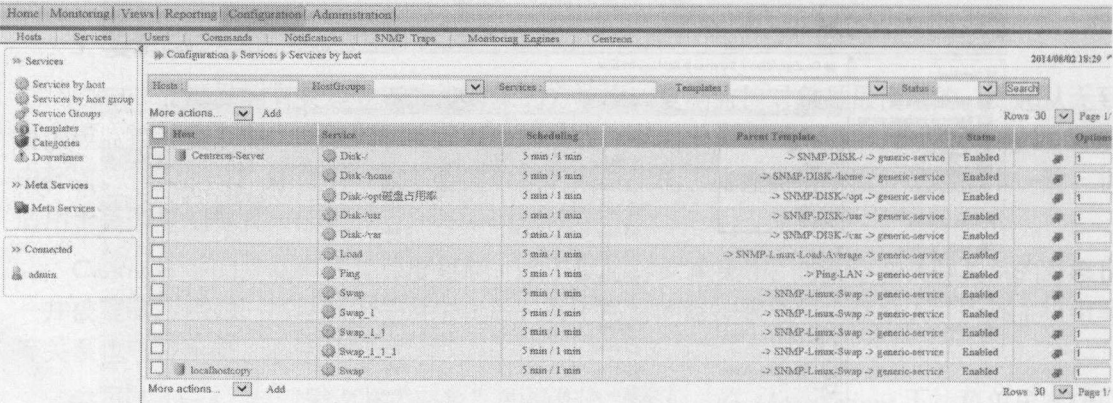 Home Monitoring Views Reporting Configuration Administration
Hosts Services Users Commands Notifications SNMP Traps Monitoring Engines Centreon
Services
Services by host
Services by host group
Service Groups
Templates
Categories
Downtimes
Meta Services
Meta Services
Connected
admin
Configuration Services Services by host
2014/08/02 18:29
Hosts : HostGroups : Services : Templates : Status : Search
More actions... Add Rows 30 Page 1/
Host Service Scheduling Parent Template Status Options
Centreon-Server Disk-/ 5 min / 1 min -> SNMP-DISK-/ -> generic-service Enabled 1
Disk-/home 5 min / 1 min -> SNMP-DISK-/home -> generic-service Enabled 1
Disk-/opt磁盘占用率 5 min / 1 min -> SNMP-DISK-/opt -> generic-service Enabled 1
Disk-/usr 5 min / 1 min -> SNMP-DISK-/usr -> generic-service Enabled 1
Disk-/var 5 min / 1 min -> SNMP-DISK-/var -> generic-service Enabled 1
Load 5 min / 1 min -> SNMP-Linux-Load-Average -> generic-service Enabled 1
Ping 5 min / 1 min -> Ping-LAN -> generic-service Enabled 1
Swap 5 min / 1 min -> SNMP-Linux-Swap -> generic-service Enabled 1
Swap_1 5 min / 1 min -> SNMP-Linux-Swap -> generic-service Enabled 1
Swap_1_1 5 min / 1 min -> SNMP-Linux-Swap -> generic-service Enabled 1
Swap_1_1_1 5 min / 1 min -> SNMP-Linux-Swap -> generic-service Enabled 1
localhostcopy Swap 5 min / 1 min -> SNMP-Linux-Swap -> generic-service Enabled 1
More actions... Add Rows 30 Page 1/